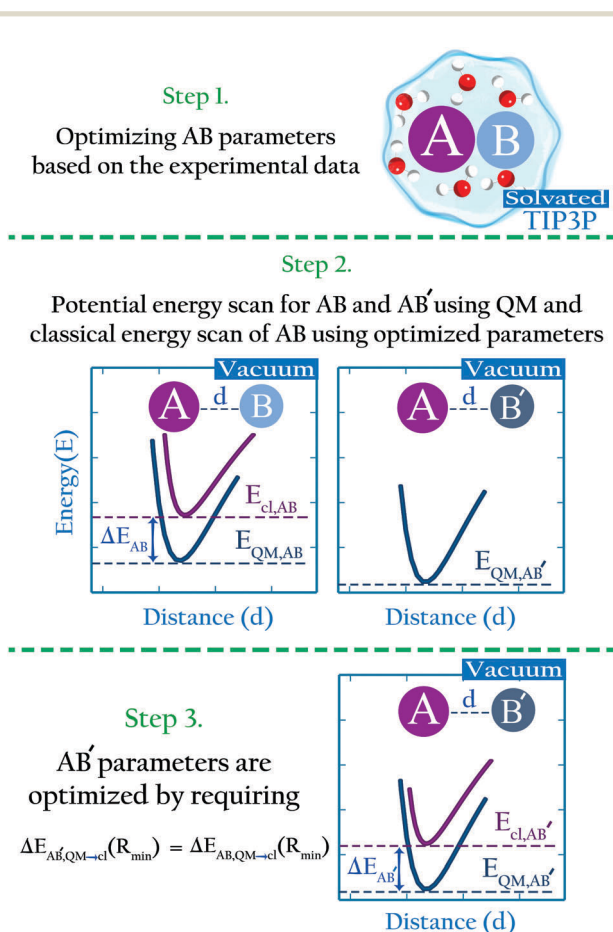 Step 1.
Optimizing AB parameters
based on the experimental data
A B
Solvated
TIP3P
Step 2.
Potential energy scan for AB and AB′ using QM and
classical energy scan of AB using optimized parameters
Vacuum
A d B
Energy(E)
E_cl,AB
ΔE_AB
E_QM,AB
Distance (d)
Vacuum
A d B′
E_QM,AB′
Distance (d)
Step 3.
AB′ parameters are
optimized by requiring
ΔE_AB′,QM→cl(R_min) = ΔE_AB,QM→cl(R_min)
Vacuum
A d B′
E_cl,AB′
ΔE_AB′
E_QM,AB′
Distance (d)